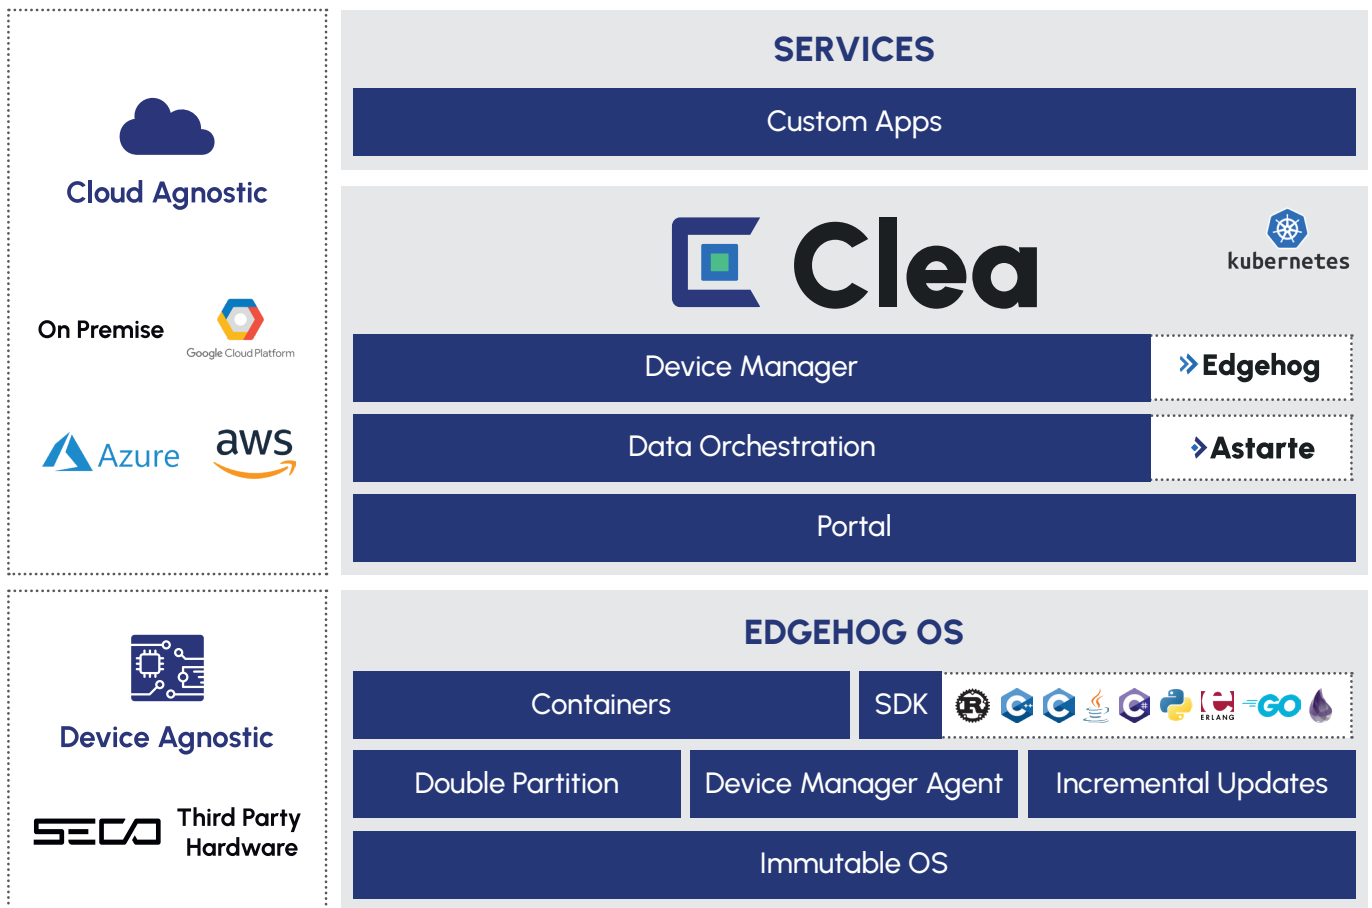 SERVICES
Custom Apps
Cloud Agnostic
On Premise
Google Cloud Platform
Azure
aws
Clea
kubernetes
Device Manager
Edgehog
Data Orchestration
Astarte
Portal
EDGEHOG OS
Containers
SDK
R
C++
C
Java
C#
e
ERLANG
GO
Device Agnostic
SECO
Third Party
Hardware
Double Partition
Device Manager Agent
Incremental Updates
Immutable OS